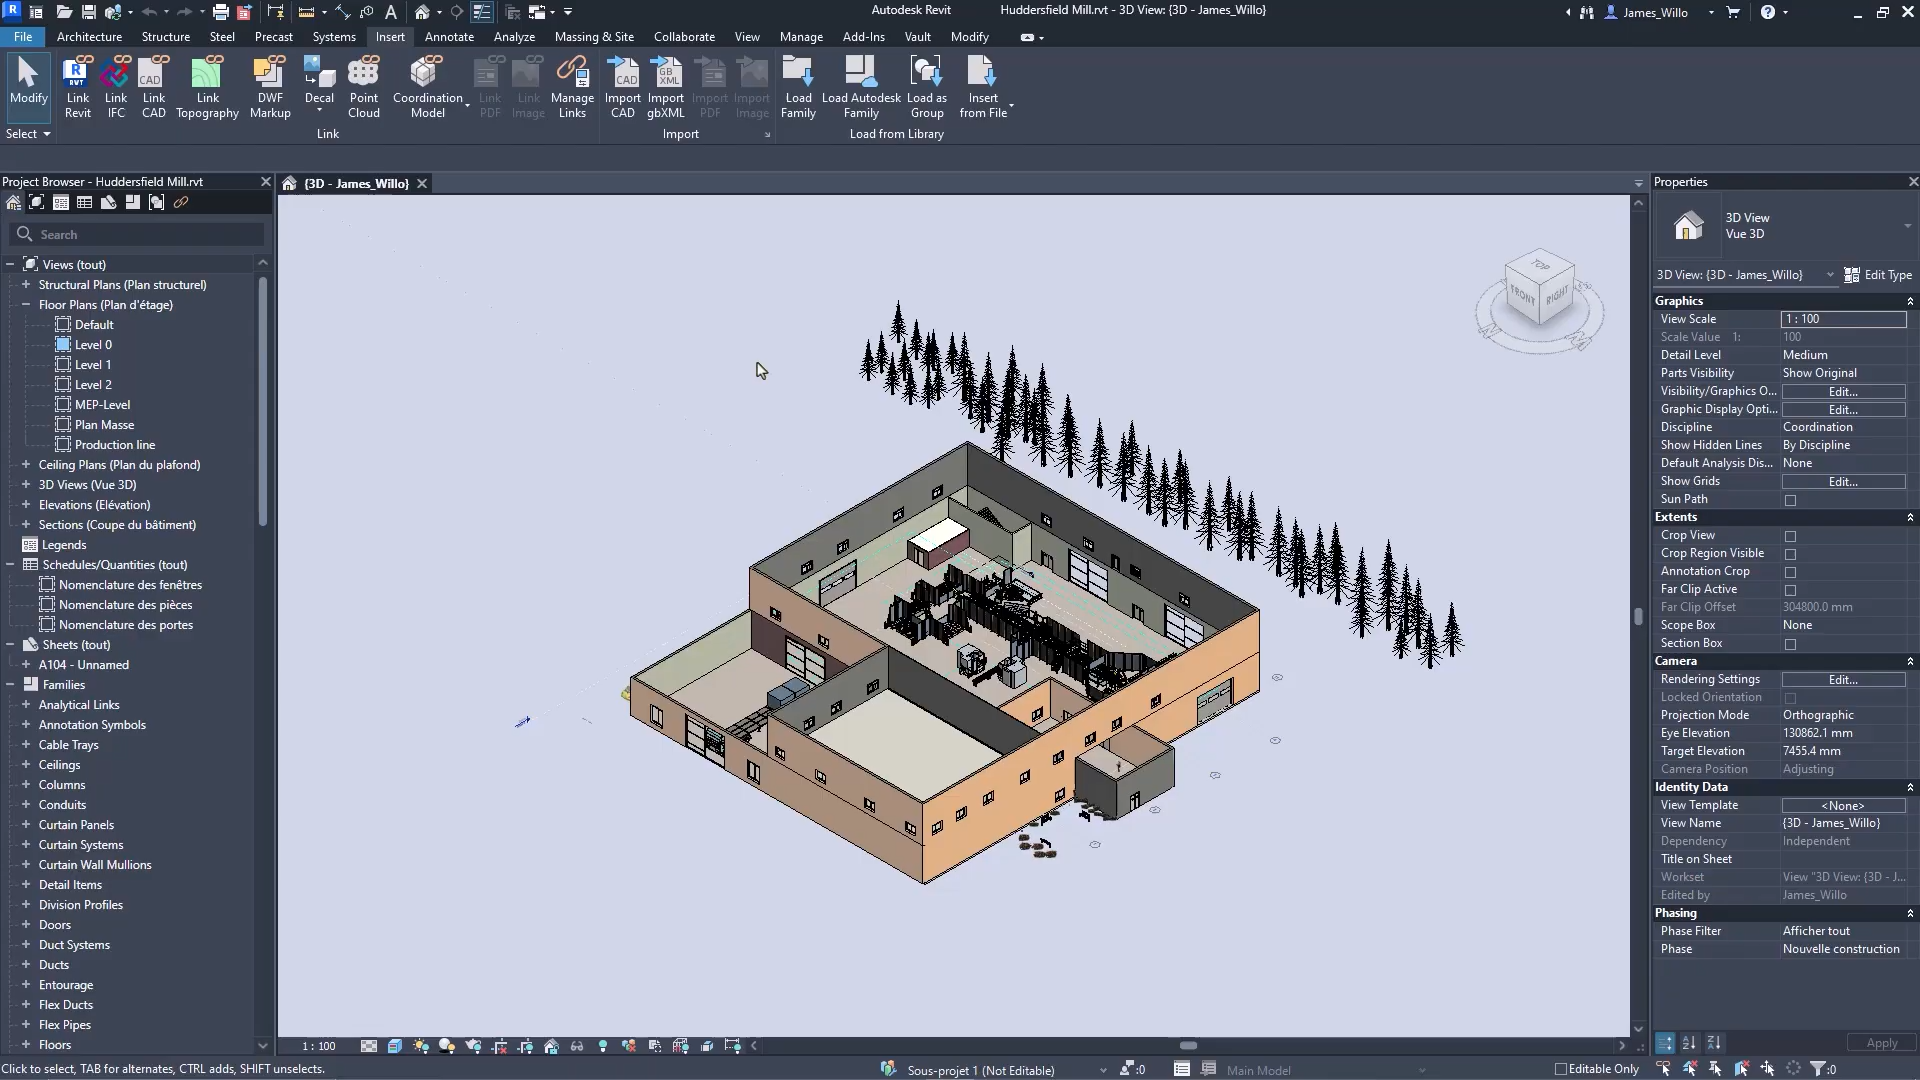 Autodesk Revit Huddersfield Mill.rvt - 3D View: {3D - James_Willo} James_Willo
File Architecture Structure Steel Precast Systems Insert Annotate Analyze Massing & Site Collaborate View Manage Add-Ins Vault Modify
Modify
Link Revit
Link IFC
Link CAD
Link Topography
DWF Markup
Decal
Point Cloud
Coordination Model
Link PDF
Link Image
Manage Links
Import CAD
Import gbXML
Import PDF
Import Image
Load Family
Load Autodesk Family
Load as Group
Insert from File
Select Link Import Load from Library
Project Browser - Huddersfield Mill.rvt
Search
Views (tout)
Structural Plans (Plan structurel)
Floor Plans (Plan d'étage)
Default
Level 0
Level 1
Level 2
MEP-Level
Plan Masse
Production line
Ceiling Plans (Plan du plafond)
3D Views (Vue 3D)
Elevations (Elévation)
Sections (Coupe du bâtiment)
Legends
Schedules/Quantities (tout)
Nomenclature des fenêtres
Nomenclature des pièces
Nomenclature des portes
Sheets (tout)
A104 - Unnamed
Families
Analytical Links
Annotation Symbols
Cable Trays
Ceilings
Columns
Conduits
Curtain Panels
Curtain Systems
Curtain Wall Mullions
Detail Items
Division Profiles
Doors
Duct Systems
Ducts
Entourage
Flex Ducts
Flex Pipes
Floors
{3D - James_Willo}
TOP
FRONT RIGHT
1 : 100
Properties
3D View
Vue 3D
3D View: {3D - James_Willo} Edit Type
Graphics
View Scale 1 : 100
Scale Value 1: 100
Detail Level Medium
Parts Visibility Show Original
Visibility/Graphics O... Edit...
Graphic Display Opti... Edit...
Discipline Coordination
Show Hidden Lines By Discipline
Default Analysis Dis... None
Show Grids Edit...
Sun Path
Extents
Crop View
Crop Region Visible
Annotation Crop
Far Clip Active
Far Clip Offset 304800.0 mm
Scope Box None
Section Box
Camera
Rendering Settings Edit...
Locked Orientation
Projection Mode Orthographic
Eye Elevation 130862.1 mm
Target Elevation 7455.4 mm
Camera Position Adjusting
Identity Data
View Template <None>
View Name {3D - James_Willo}
Dependency Independent
Title on Sheet
Workset View "3D View: {3D - J...
Edited by James_Willo
Phasing
Phase Filter Afficher tout
Phase Nouvelle construction
Apply
Click to select, TAB for alternates, CTRL adds, SHIFT unselects. Sous-projet 1 (Not Editable) :0 Main Model Editable Only :0